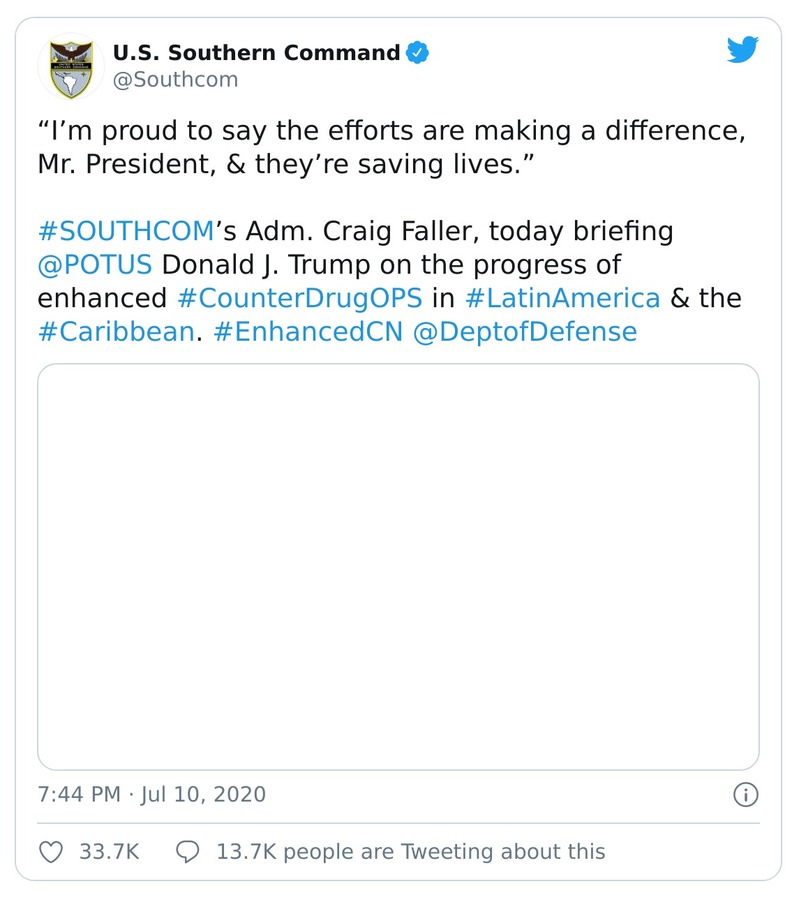 U.S. Southern Command
@Southcom
“I’m proud to say the efforts are making a difference,
Mr. President, & they’re saving lives.”
#SOUTHCOM’s Adm. Craig Faller, today briefing
@POTUS Donald J. Trump on the progress of
enhanced #CounterDrugOPS in #LatinAmerica & the
#Caribbean. #EnhancedCN @DeptofDefense
7:44 PM · Jul 10, 2020
33.7K 13.7K people are Tweeting about this